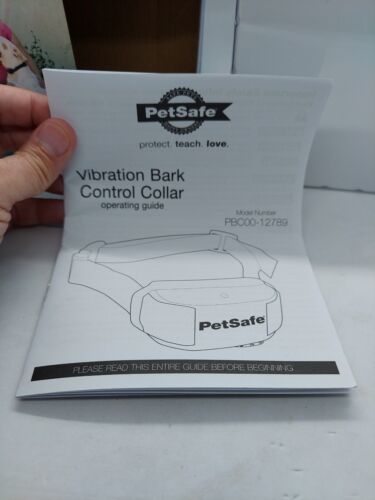 PetSafe®
protect. teach. love.
Vibration Bark
Control Collar
operating guide
Model Number
PBC00-12789
PetSafe®
PLEASE READ THIS ENTIRE GUIDE BEFORE BEGINNING